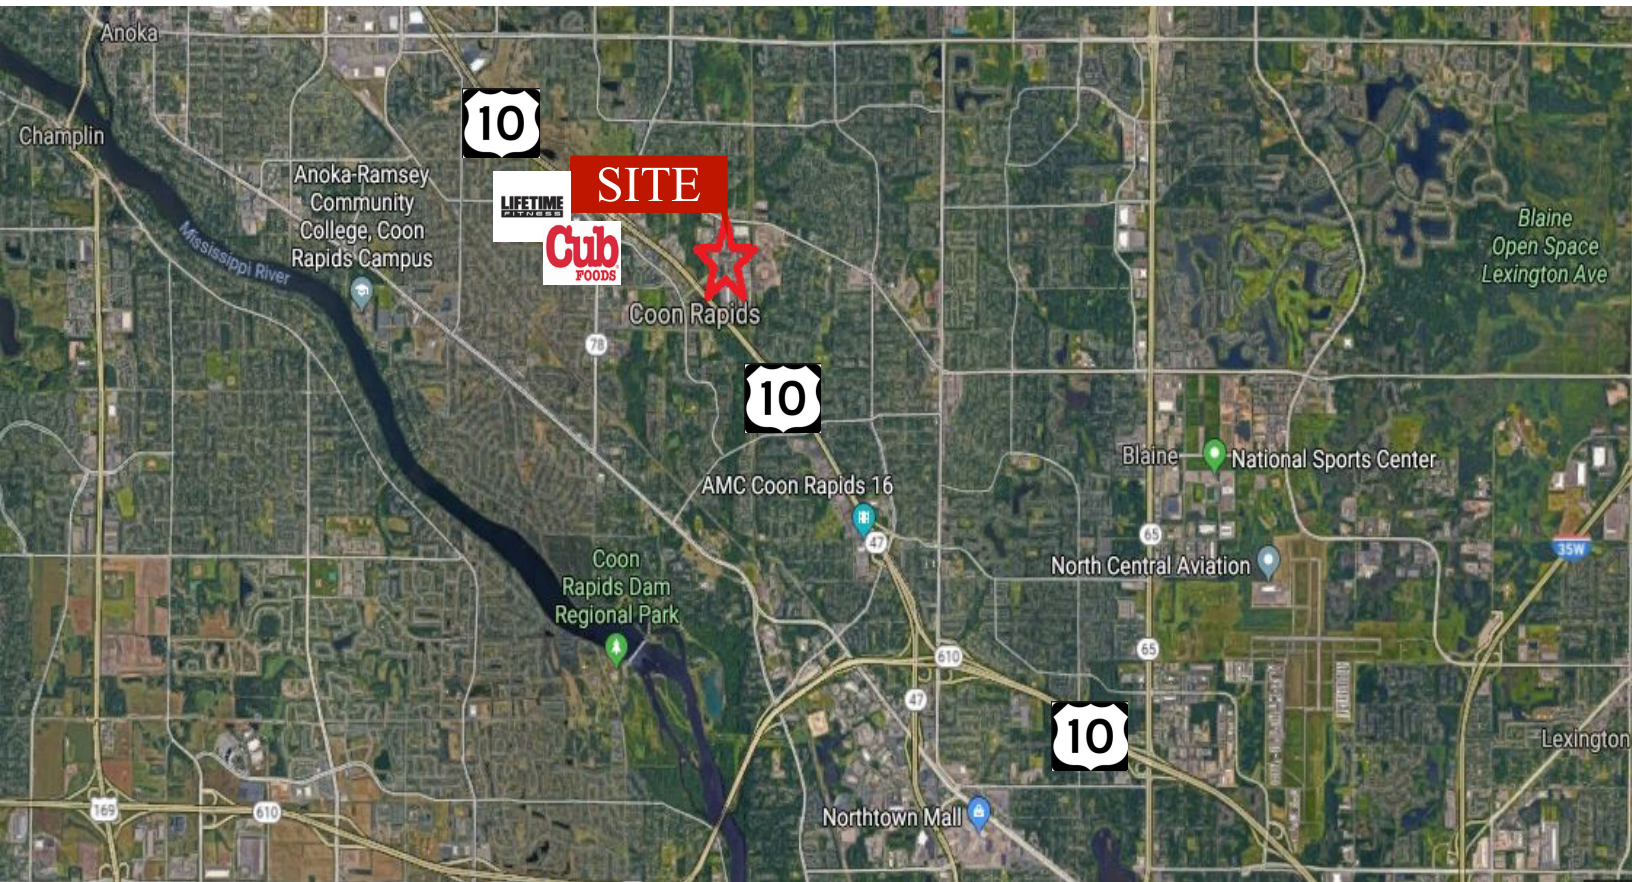 Anoka
10
Champlin
SITE
Anoka-Ramsey
Community
College, Coon
Rapids Campus
LIFETIME
FITNESS
Cub
FOODS
Mississippi River
Blaine
Open Space
Lexington Ave
Coon Rapids
78
10
Blaine
National Sports Center
AMC Coon Rapids 16
47
65
35W
Coon
Rapids Dam
Regional Park
North Central Aviation
610
65
47
10
Lexington
169
610
Northtown Mall